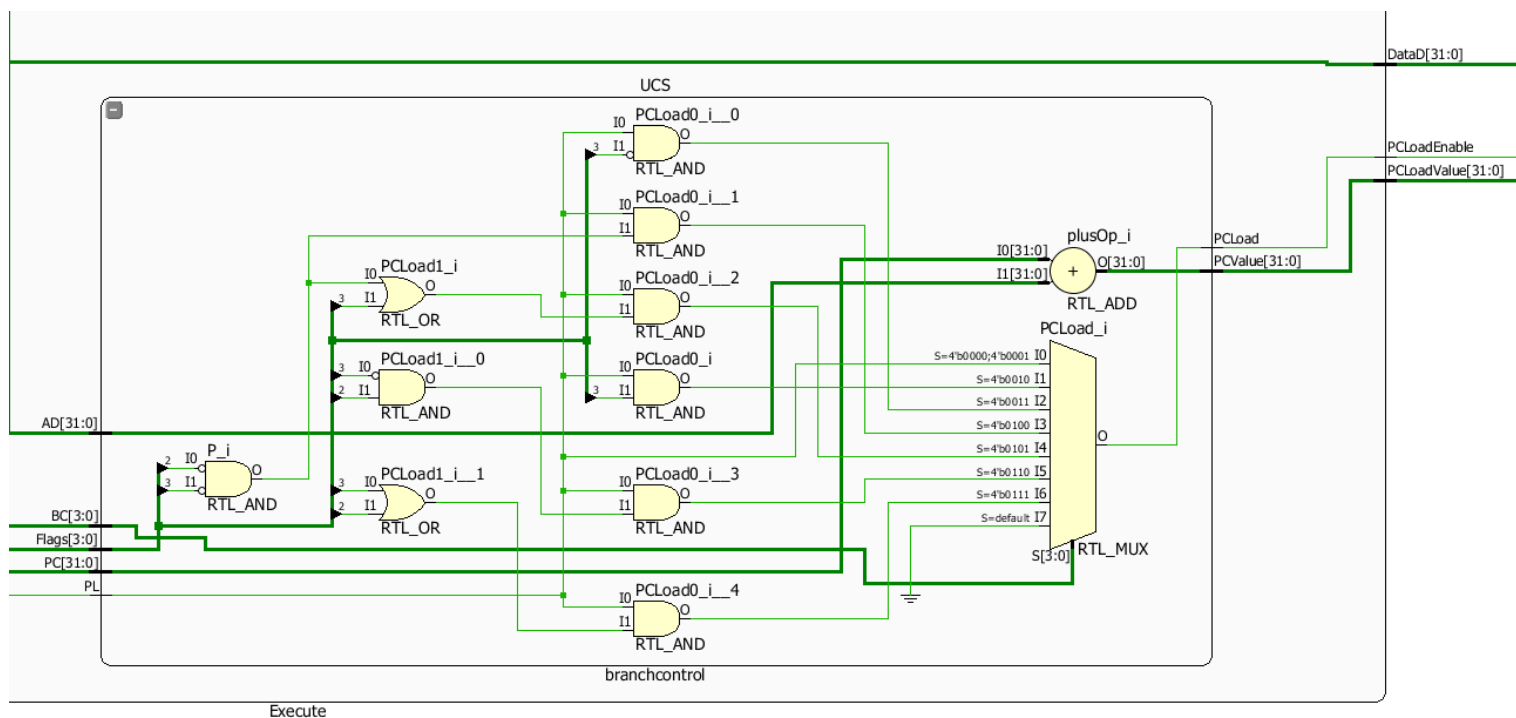 DataD[31:0]
UCS
PCLoad0_i__0
I0
O
3
I1
RTL_AND
PCLoadEnable
PCLoadValue[31:0]
PCLoad0_i__1
I0
O
I1
RTL_AND
plusOp_i
PCLoad
I0[31:0]
O[31:0]
PCValue[31:0]
I1[31:0]
+
RTL_ADD
PCLoad1_i
I0
O
3
I1
RTL_OR
PCLoad0_i__2
I0
O
I1
RTL_AND
PCLoad_i
PCLoad1_i__0
3
I0
O
2
I1
RTL_AND
PCLoad0_i
I0
O
3
I1
RTL_AND
S=4'b0000;4'b0001 I0
S=4'b0010 I1
S=4'b0011 I2
S=4'b0100 I3
O
S=4'b0101 I4
S=4'b0110 I5
S=4'b0111 I6
S=default I7
S[3:0]
RTL_MUX
AD[31:0]
P_i
2
I0
O
3
I1
RTL_AND
PCLoad1_i__1
3
I0
O
2
I1
RTL_OR
PCLoad0_i__3
I0
O
I1
RTL_AND
BC[3:0]
Flags[3:0]
PC[31:0]
PL
PCLoad0_i__4
I0
O
I1
RTL_AND
branchcontrol
Execute